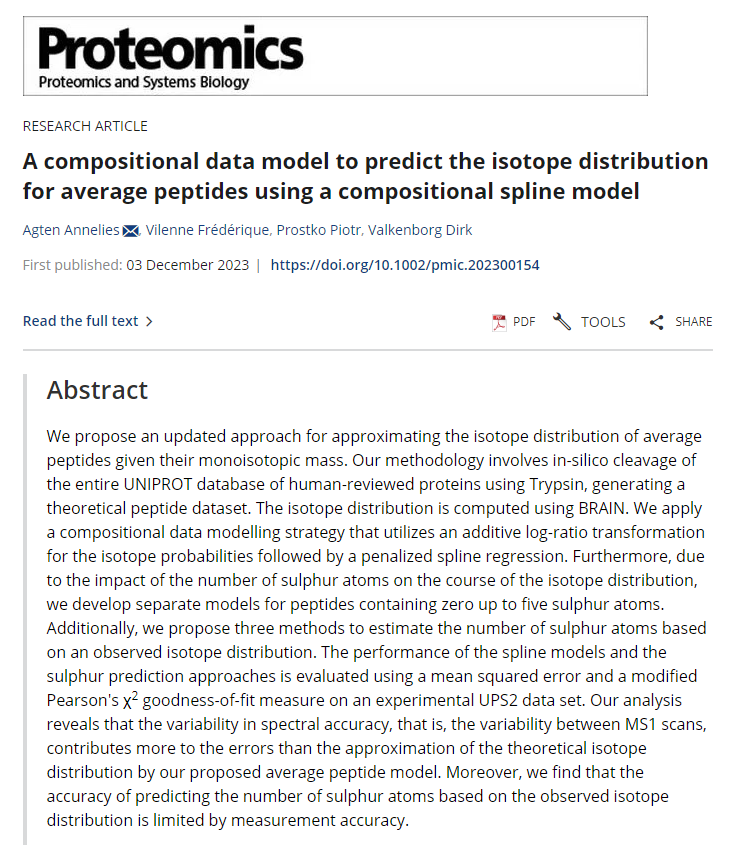 Proteomics
Proteomics and Systems Biology
RESEARCH ARTICLE
A compositional data model to predict the isotope distribution
for average peptides using a compositional spline model
Agten Annelies, Vilenne Frédérique, Prostko Piotr, Valkenborg Dirk
First published: 03 December 2023 | https://doi.org/10.1002/pmic.202300154
Read the full text > PDF TOOLS SHARE
Abstract
We propose an updated approach for approximating the isotope distribution of average
peptides given their monoisotopic mass. Our methodology involves in-silico cleavage of
the entire UNIPROT database of human-reviewed proteins using Trypsin, generating a
theoretical peptide dataset. The isotope distribution is computed using BRAIN. We apply
a compositional data modelling strategy that utilizes an additive log-ratio transformation
for the isotope probabilities followed by a penalized spline regression. Furthermore, due
to the impact of the number of sulphur atoms on the course of the isotope distribution,
we develop separate models for peptides containing zero up to five sulphur atoms.
Additionally, we propose three methods to estimate the number of sulphur atoms based
on an observed isotope distribution. The performance of the spline models and the
sulphur prediction approaches is evaluated using a mean squared error and a modified
Pearson's χ² goodness-of-fit measure on an experimental UPS2 data set. Our analysis
reveals that the variability in spectral accuracy, that is, the variability between MS1 scans,
contributes more to the errors than the approximation of the theoretical isotope
distribution by our proposed average peptide model. Moreover, we find that the
accuracy of predicting the number of sulphur atoms based on the observed isotope
distribution is limited by measurement accuracy.